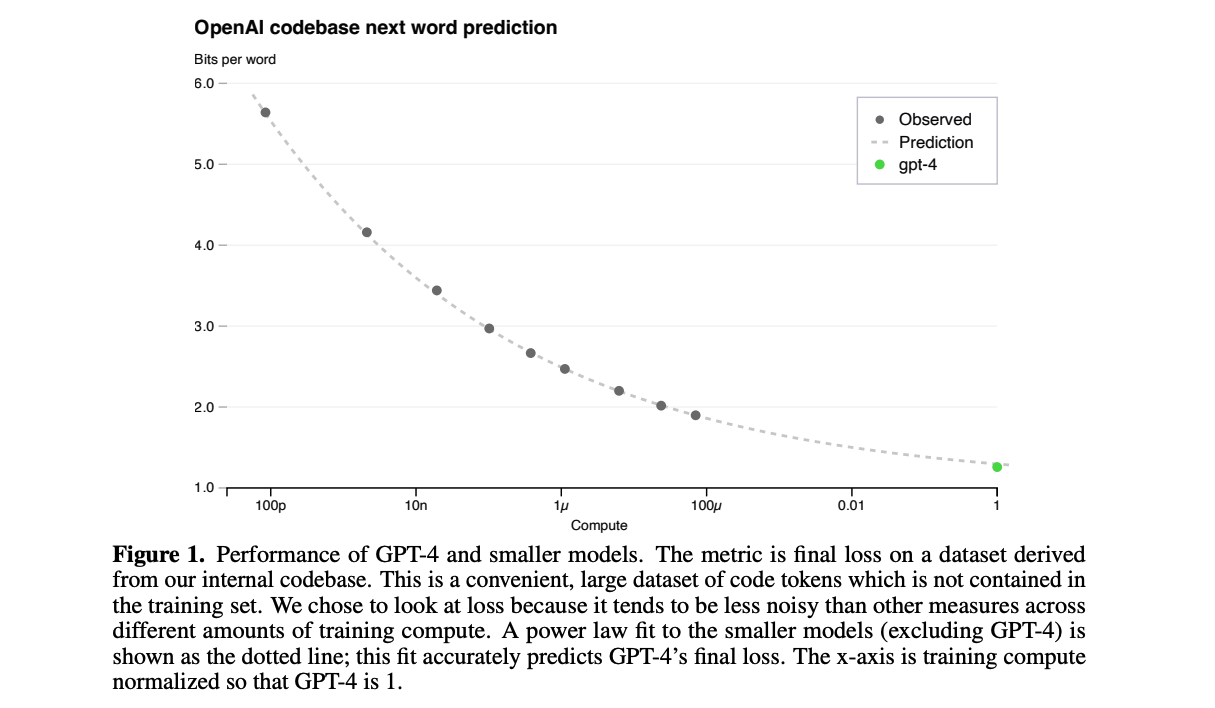 OpenAI codebase next word prediction
Bits per word
6.0
5.0
4.0
3.0
2.0
1.0
Observed
Prediction
gpt-4
100p 10n 1μ 100μ 0.01 1
Compute
Figure 1. Performance of GPT-4 and smaller models. The metric is final loss on a dataset derived
from our internal codebase. This is a convenient, large dataset of code tokens which is not contained in
the training set. We chose to look at loss because it tends to be less noisy than other measures across
different amounts of training compute. A power law fit to the smaller models (excluding GPT-4) is
shown as the dotted line; this fit accurately predicts GPT-4's final loss. The x-axis is training compute
normalized so that GPT-4 is 1.